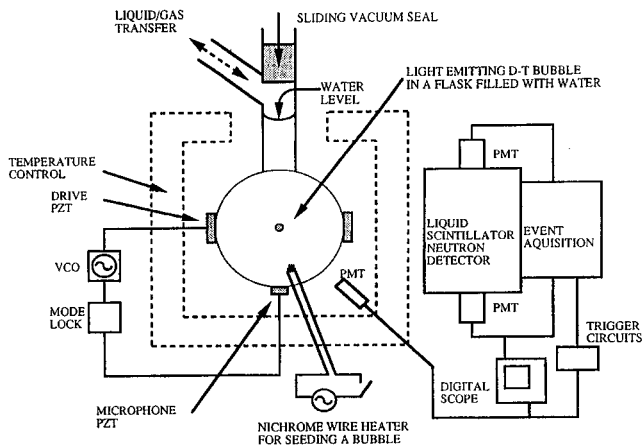 LIQUID/GAS
TRANSFER
SLIDING VACUUM SEAL
WATER
LEVEL
LIGHT EMITTING D-T BUBBLE
IN A FLASK FILLED WITH WATER
TEMPERATURE
CONTROL
DRIVE
PZT
VCO
MODE
LOCK
MICROPHONE
PZT
PMT
NICHROME WIRE HEATER
FOR SEEDING A BUBBLE
PMT
LIQUID
SCINTILLATOR
NEUTRON
DETECTOR
EVENT
AQUISITION
PMT
TRIGGER
CIRCUITS
DIGITAL
SCOPE